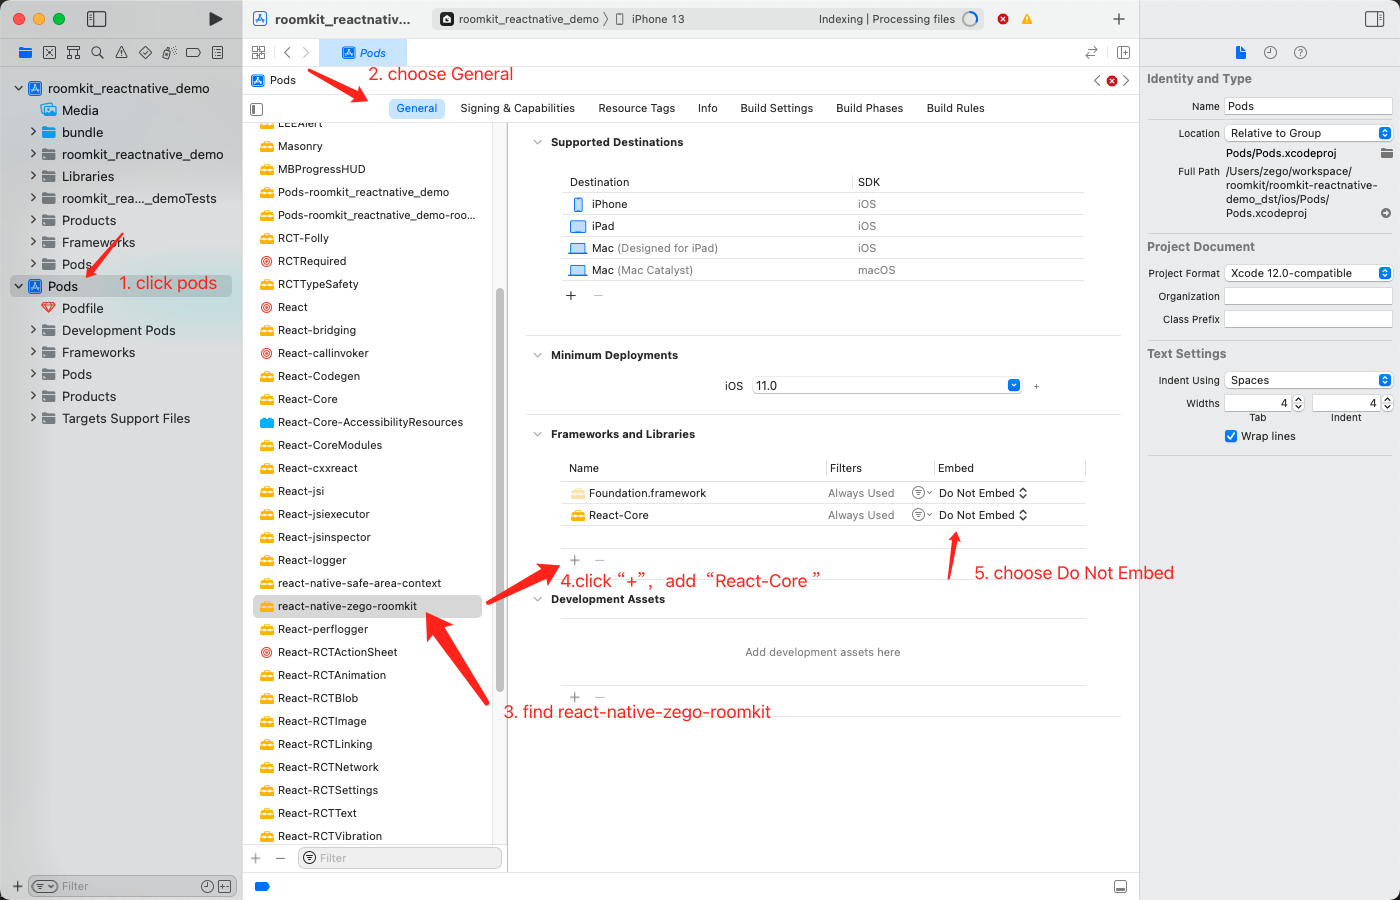 roomkit_reactnativ...
roomkit_reactnative_demo
iPhone 13
Indexing | Processing files
Pods
Pods
General
Signing & Capabilities
Resource Tags
Info
Build Settings
Build Phases
Build Rules
1. click pods
2. choose General
3. find react-native-zego-roomkit
4.click “+”, add “React-Core ”
5. choose Do Not Embed
roomkit_reactnative_demo
Media
bundle
roomkit_reactnative_demo
Libraries
roomkit_rea..._demoTests
Products
Frameworks
Pods
Pods
Podfile
Development Pods
Frameworks
Pods
Products
Targets Support Files
Filter
LEEAlert
Masonry
MBProgressHUD
Pods-roomkit_reactnative_demo
Pods-roomkit_reactnative_demo-roo...
RCT-Folly
RCTRequired
RCTTypeSafety
React
React-bridging
React-callinvoker
React-Codegen
React-Core
React-Core-AccessibilityResources
React-CoreModules
React-cxxreact
React-jsi
React-jsiexecutor
React-jsinspector
React-logger
react-native-safe-area-context
react-native-zego-roomkit
React-perflogger
React-RCTActionSheet
React-RCTAnimation
React-RCTBlob
React-RCTImage
React-RCTLinking
React-RCTNetwork
React-RCTSettings
React-RCTText
React-RCTVibration
Filter
Supported Destinations
Destination SDK
iPhone iOS
iPad iOS
Mac (Designed for iPad) iOS
Mac (Mac Catalyst) macOS
Minimum Deployments
iOS 11.0
Frameworks and Libraries
Name Filters Embed
Foundation.framework Always Used Do Not Embed
React-Core Always Used Do Not Embed
Development Assets
Add development assets here
Identity and Type
Name Pods
Location Relative to Group
Pods/Pods.xcodeproj
Full Path /Users/zego/workspace/
roomkit/roomkit-reactnative-
demo_dst/ios/Pods/
Pods.xcodeproj
Project Document
Project Format Xcode 12.0-compatible
Organization
Class Prefix
Text Settings
Indent Using Spaces
Widths 4 4
Tab Indent
Wrap lines